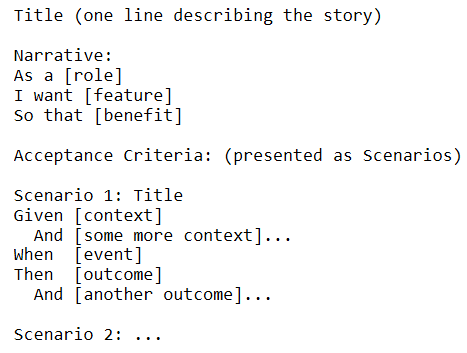 Title (one line describing the story)
Narrative:
As a [role]
I want [feature]
So that [benefit]
Acceptance Criteria: (presented as Scenarios)
Scenario 1: Title
Given [context]
  And [some more context]...
When  [event]
Then  [outcome]
  And [another outcome]...
Scenario 2: ...